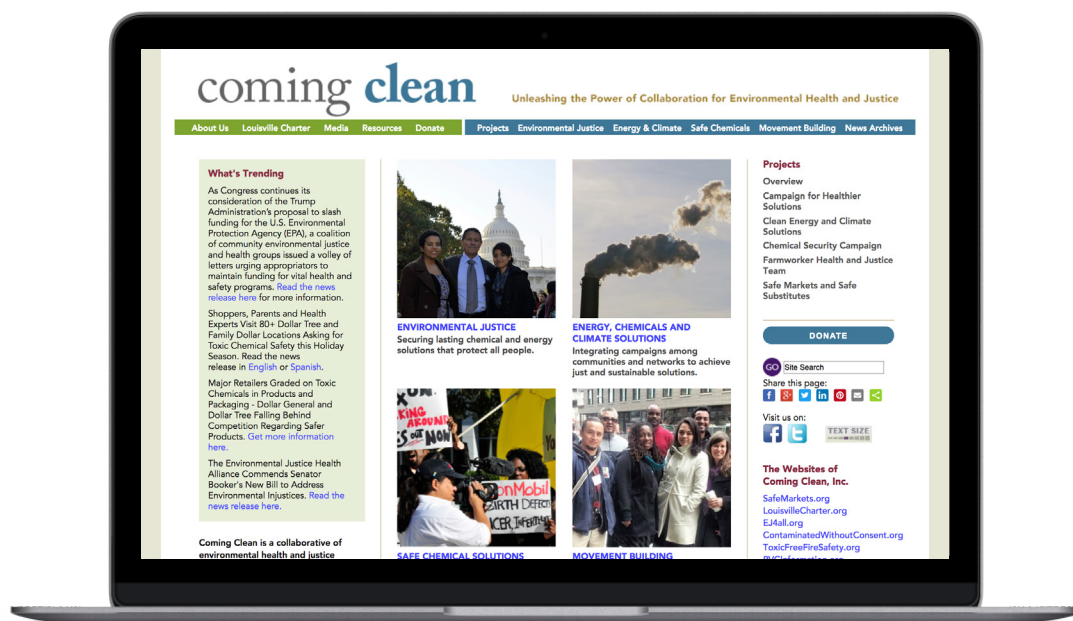 coming clean
Unleashing the Power of Collaboration for Environmental Health and Justice
About Us Louisville Charter Media Resources Donate Projects Environmental Justice Energy & Climate Safe Chemicals Movement Building News Archives
What's Trending
As Congress continues its
consideration of the Trump
Administration's proposal to slash
funding for the U.S. Environmental
Protection Agency (EPA), a coalition
of community environmental justice
and health groups issued a volley of
letters urging appropriators to
maintain funding for vital health and
safety programs. Read the news
release here for more information.
Shoppers, Parents and Health
Experts Visit 80+ Dollar Tree and
Family Dollar Locations Asking for
Toxic Chemical Safety this Holiday
Season. Read the news
release in English or Spanish.
Major Retailers Graded on Toxic
Chemicals in Products and
Packaging - Dollar General and
Dollar Tree Falling Behind
Competition Regarding Safer
Products. Get more information
here.
The Environmental Justice Health
Alliance Commends Senator
Booker's New Bill to Address
Environmental Injustices. Read the
news release here.
Coming Clean is a collaborative of
environmental health and justice
ENVIRONMENTAL JUSTICE
Securing lasting chemical and energy
solutions that protect all people.
ENERGY, CHEMICALS AND
CLIMATE SOLUTIONS
Integrating campaigns among
communities and networks to achieve
just and sustainable solutions.
KING
AROUND
OUT NOW
onMobil
BIRTH DEFECTS
SAFE CHEMICAL SOLUTIONS
MOVEMENT BUILDING
Projects
Overview
Campaign for Healthier
Solutions
Clean Energy and Climate
Solutions
Chemical Security Campaign
Farmworker Health and Justice
Team
Safe Markets and Safe
Substitutes
DONATE
GO Site Search
Share this page:
Visit us on:
TEXT SIZE
The Websites of
Coming Clean, Inc.
SafeMarkets.org
LouisvilleCharter.org
EJ4all.org
ContaminatedWithoutConsent.org
ToxicFreeFireSafety.org